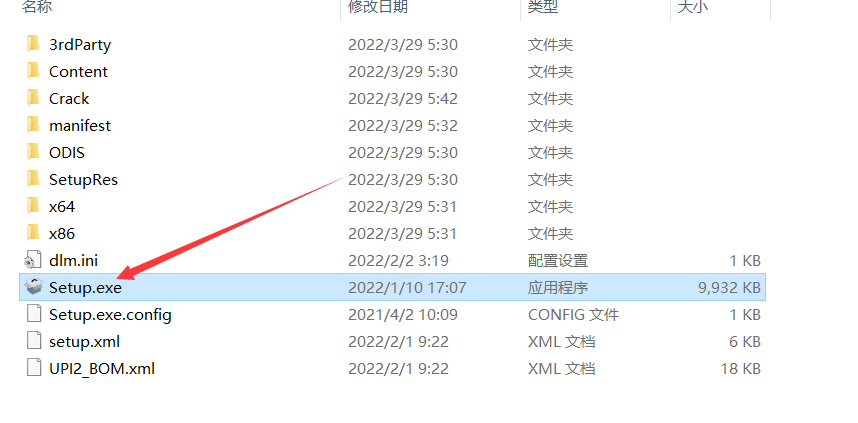 名称 修改日期 类型 大小
3rdParty 2022/3/29 5:30 文件夹
Content 2022/3/29 5:30 文件夹
Crack 2022/3/29 5:42 文件夹
manifest 2022/3/29 5:32 文件夹
ODIS 2022/3/29 5:30 文件夹
SetupRes 2022/3/29 5:30 文件夹
x64 2022/3/29 5:31 文件夹
x86 2022/3/29 5:31 文件夹
dlm.ini 2022/2/2 3:19 配置设置 1 KB
Setup.exe 2022/1/10 17:07 应用程序 9,932 KB
Setup.exe.config 2021/4/2 10:09 CONFIG 文件 1 KB
setup.xml 2022/2/1 9:22 XML 文档 6 KB
UPI2_BOM.xml 2022/2/1 9:22 XML 文档 18 KB